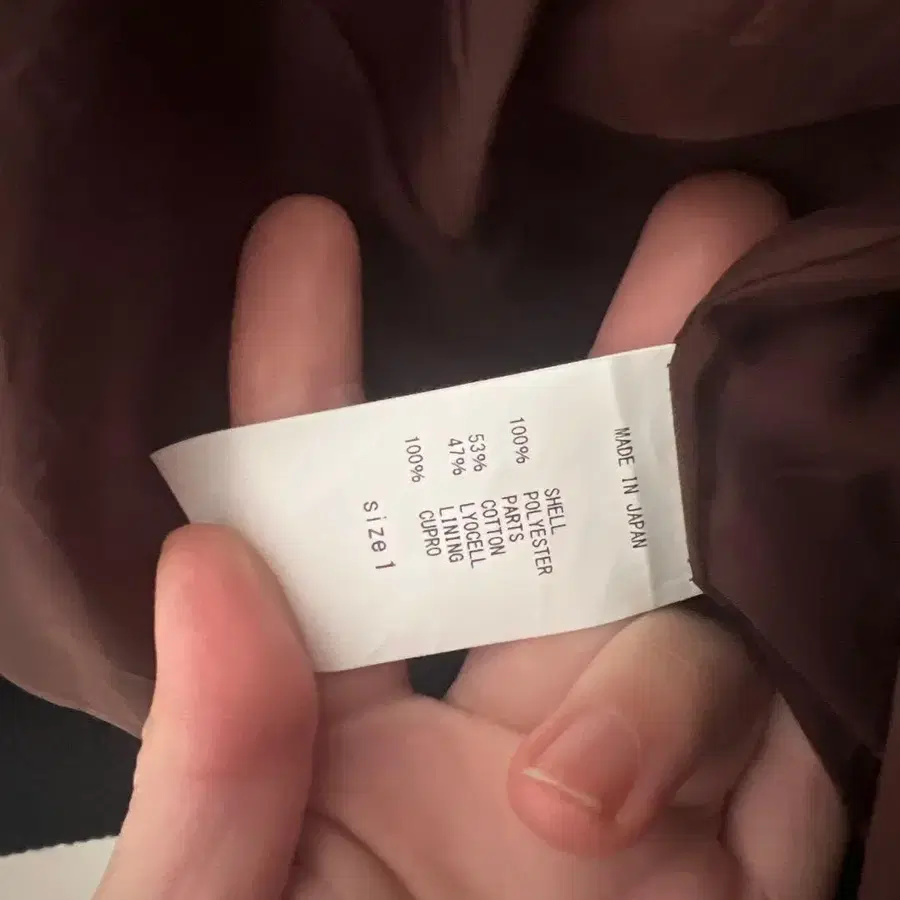 MADE IN JAPAN
SHELL
100% POLYESTER
PARTS
53% COTTON
47% LYOCELL
LINING
100% CUPRO
size 1